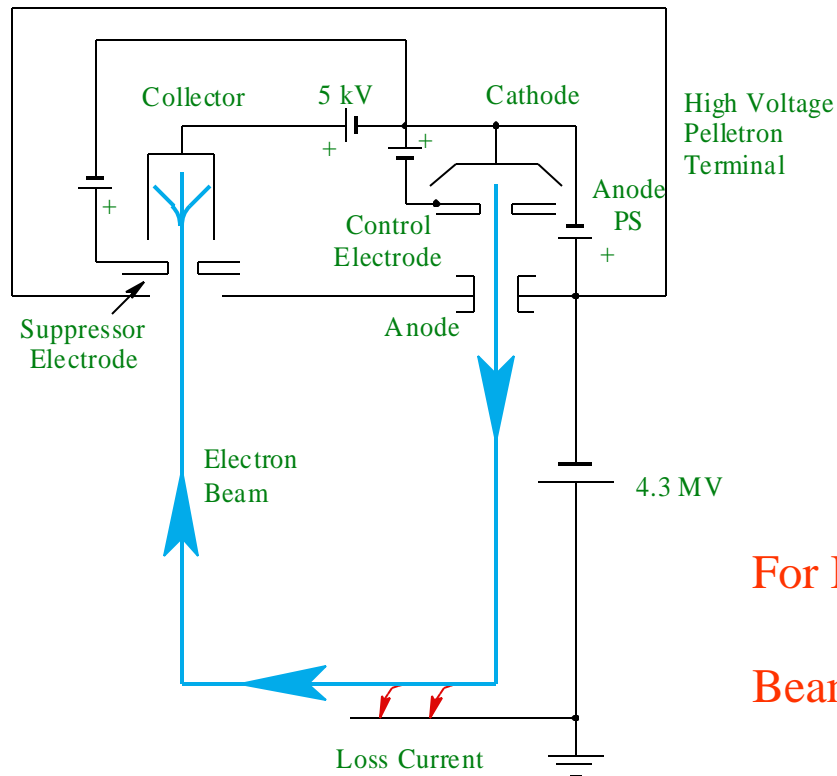 Collector
5 kV
Cathode
High Voltage
Pelletron
Terminal
+
+
+
Anode
PS
+
Control
Electrode
Suppressor
Electrode
Anode
Electron
Beam
4.3 MV
For
Loss Current